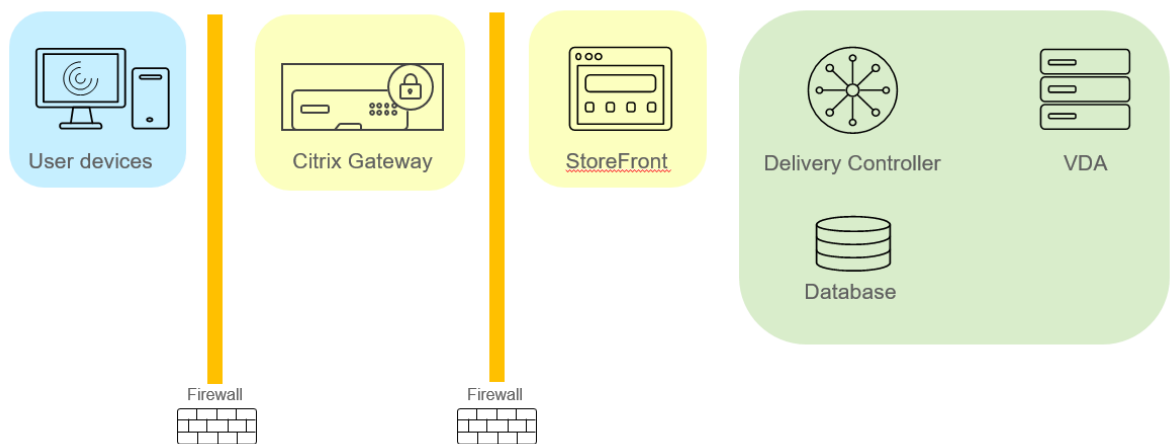 User devices
Citrix Gateway
StoreFront
Delivery Controller
VDA
Database
Firewall
Firewall